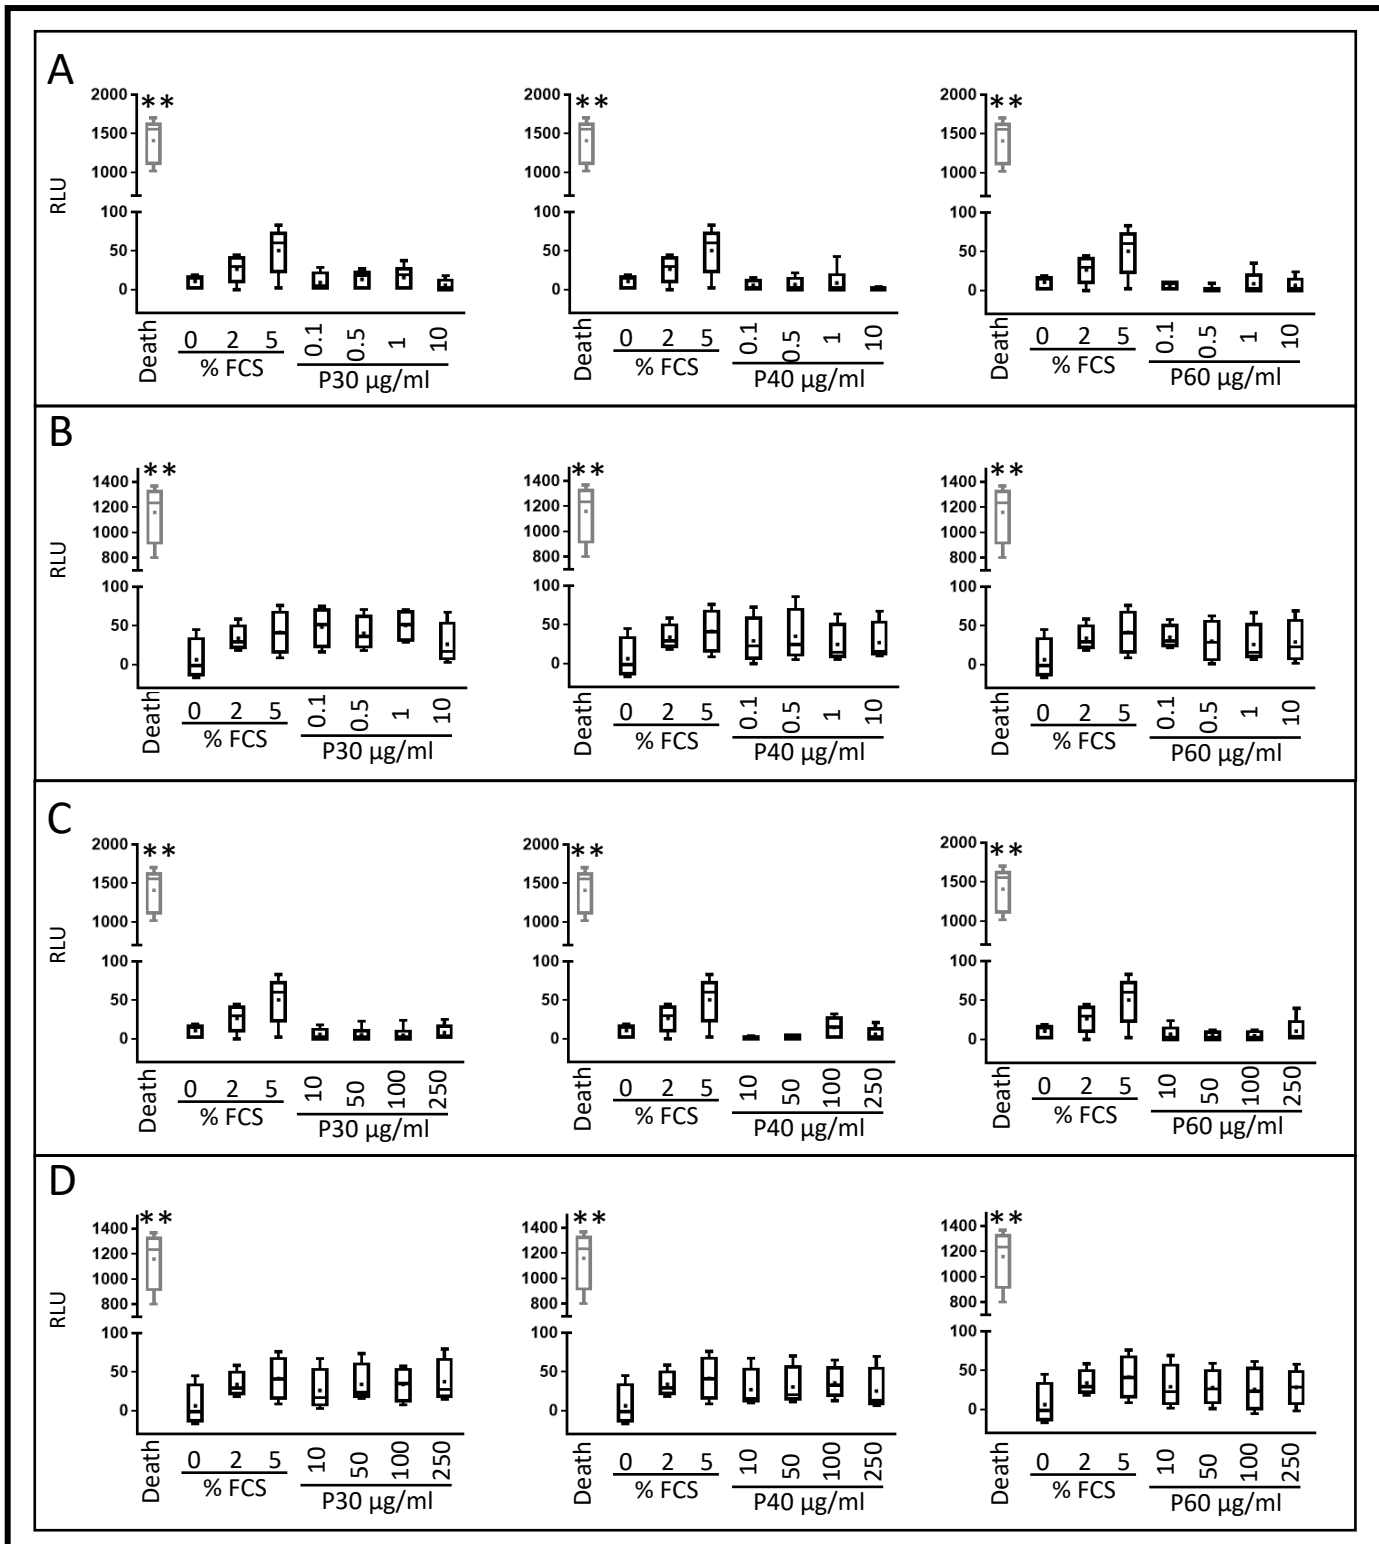 A
2000 ** 2000 ** 2000 **
1500 1500 1500
1000 1000 1000
RLU
100 100 100
50 50 50
0 0 0
Death 0 2 5 0.1 0.5 1 10 Death 0 2 5 0.1 0.5 1 10 Death 0 2 5 0.1 0.5 1 10
% FCS P30 µg/ml % FCS P40 µg/ml % FCS P60 µg/ml
B
1400 ** 1400 ** 1400 **
1200 1200 1200
1000 1000 1000
800 800 800
RLU
100 100 100
50 50 50
0 0 0
Death 0 2 5 0.1 0.5 1 10 Death 0 2 5 0.1 0.5 1 10 Death 0 2 5 0.1 0.5 1 10
% FCS P30 µg/ml % FCS P40 µg/ml % FCS P60 µg/ml
C
2000 ** 2000 ** 2000 **
1500 1500 1500
1000 1000 1000
RLU
100 100 100
50 50 50
0 0 0
Death 0 2 5 10 50 100 250 Death 0 2 5 10 50 100 250 Death 0 2 5 10 50 100 250
% FCS P30 µg/ml % FCS P40 µg/ml % FCS P60 µg/ml
D
1400 ** 1400 ** 1400 **
1200 1200 1200
1000 1000 1000
800 800 800
RLU
100 100 100
50 50 50
0 0 0
Death 0 2 5 10 50 100 250 Death 0 2 5 10 50 100 250 Death 0 2 5 10 50 100 250
% FCS P30 µg/ml % FCS P40 µg/ml % FCS P60 µg/ml